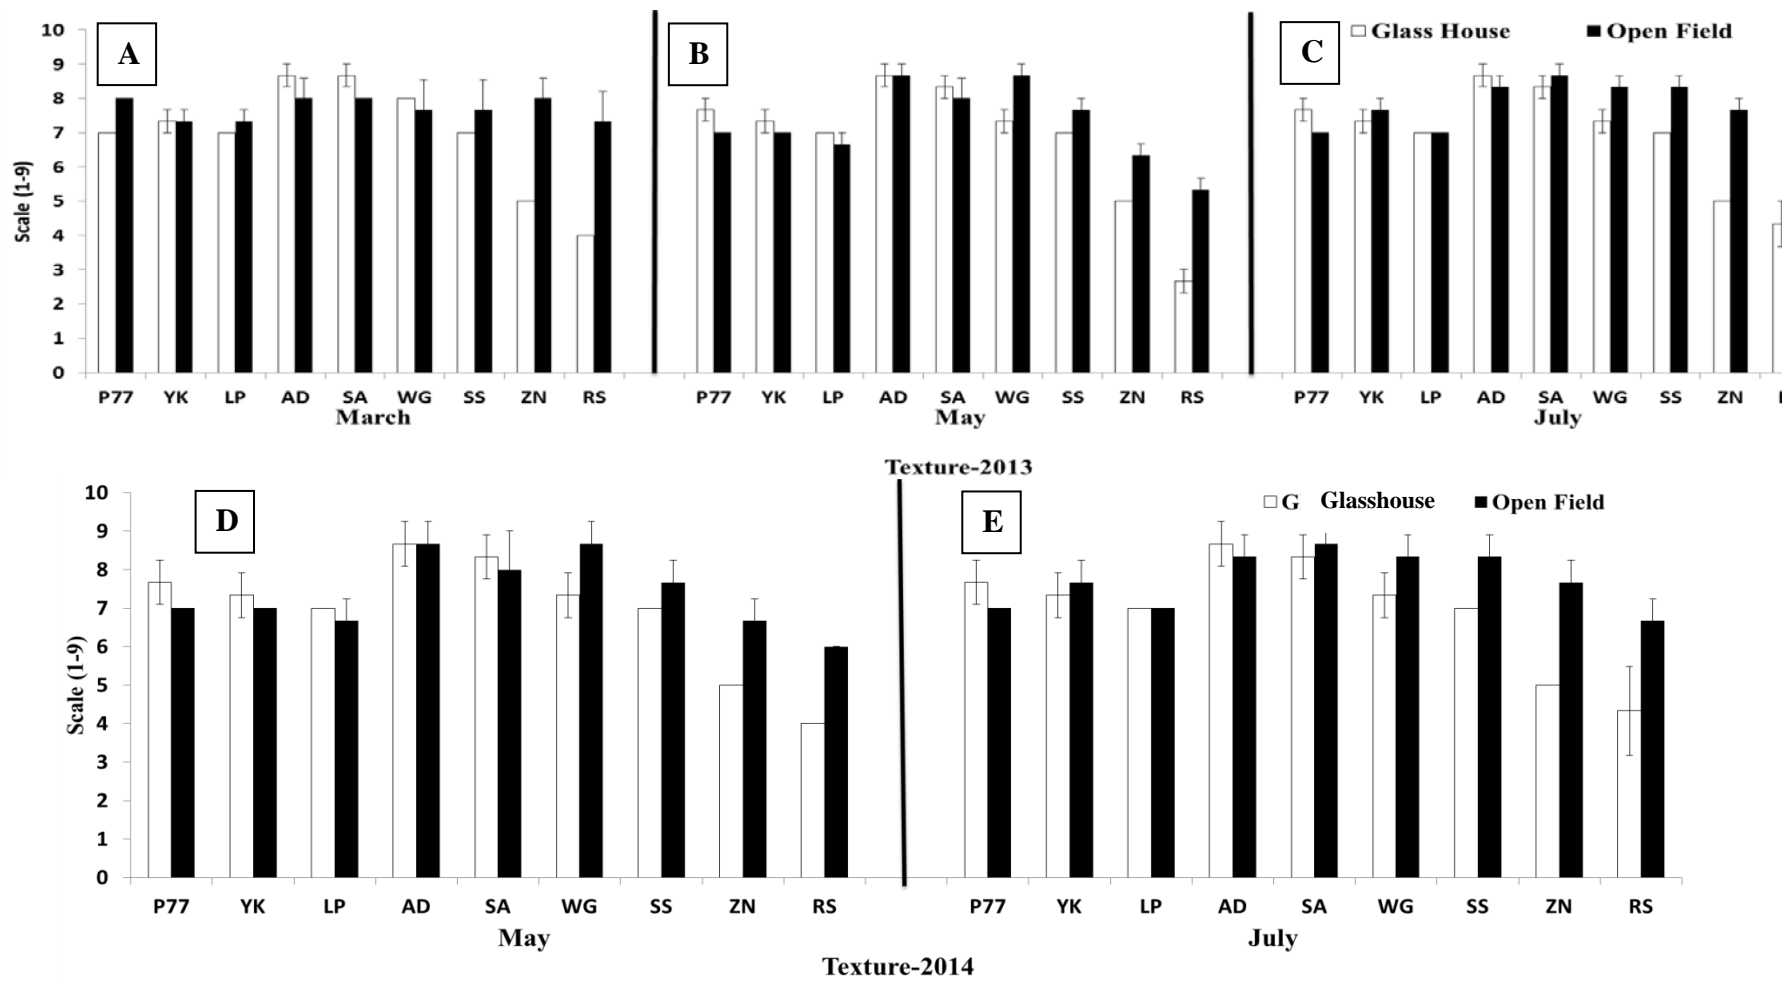 10
9
8
7
6
5
4
3
2
1
0
Scale (1-9)
A
B
C
Glass House Open Field
P77 YK LP AD SA WG SS ZN RS
P77 YK LP AD SA WG SS ZN RS
P77 YK LP AD SA WG SS ZN
March May July
Texture-2013
10
9
8
7
6
5
4
3
2
1
0
Scale (1-9)
D
E
G Glasshouse Open Field
P77 YK LP AD SA WG SS ZN RS
P77 YK LP AD SA WG SS ZN RS
May July
Texture-2014